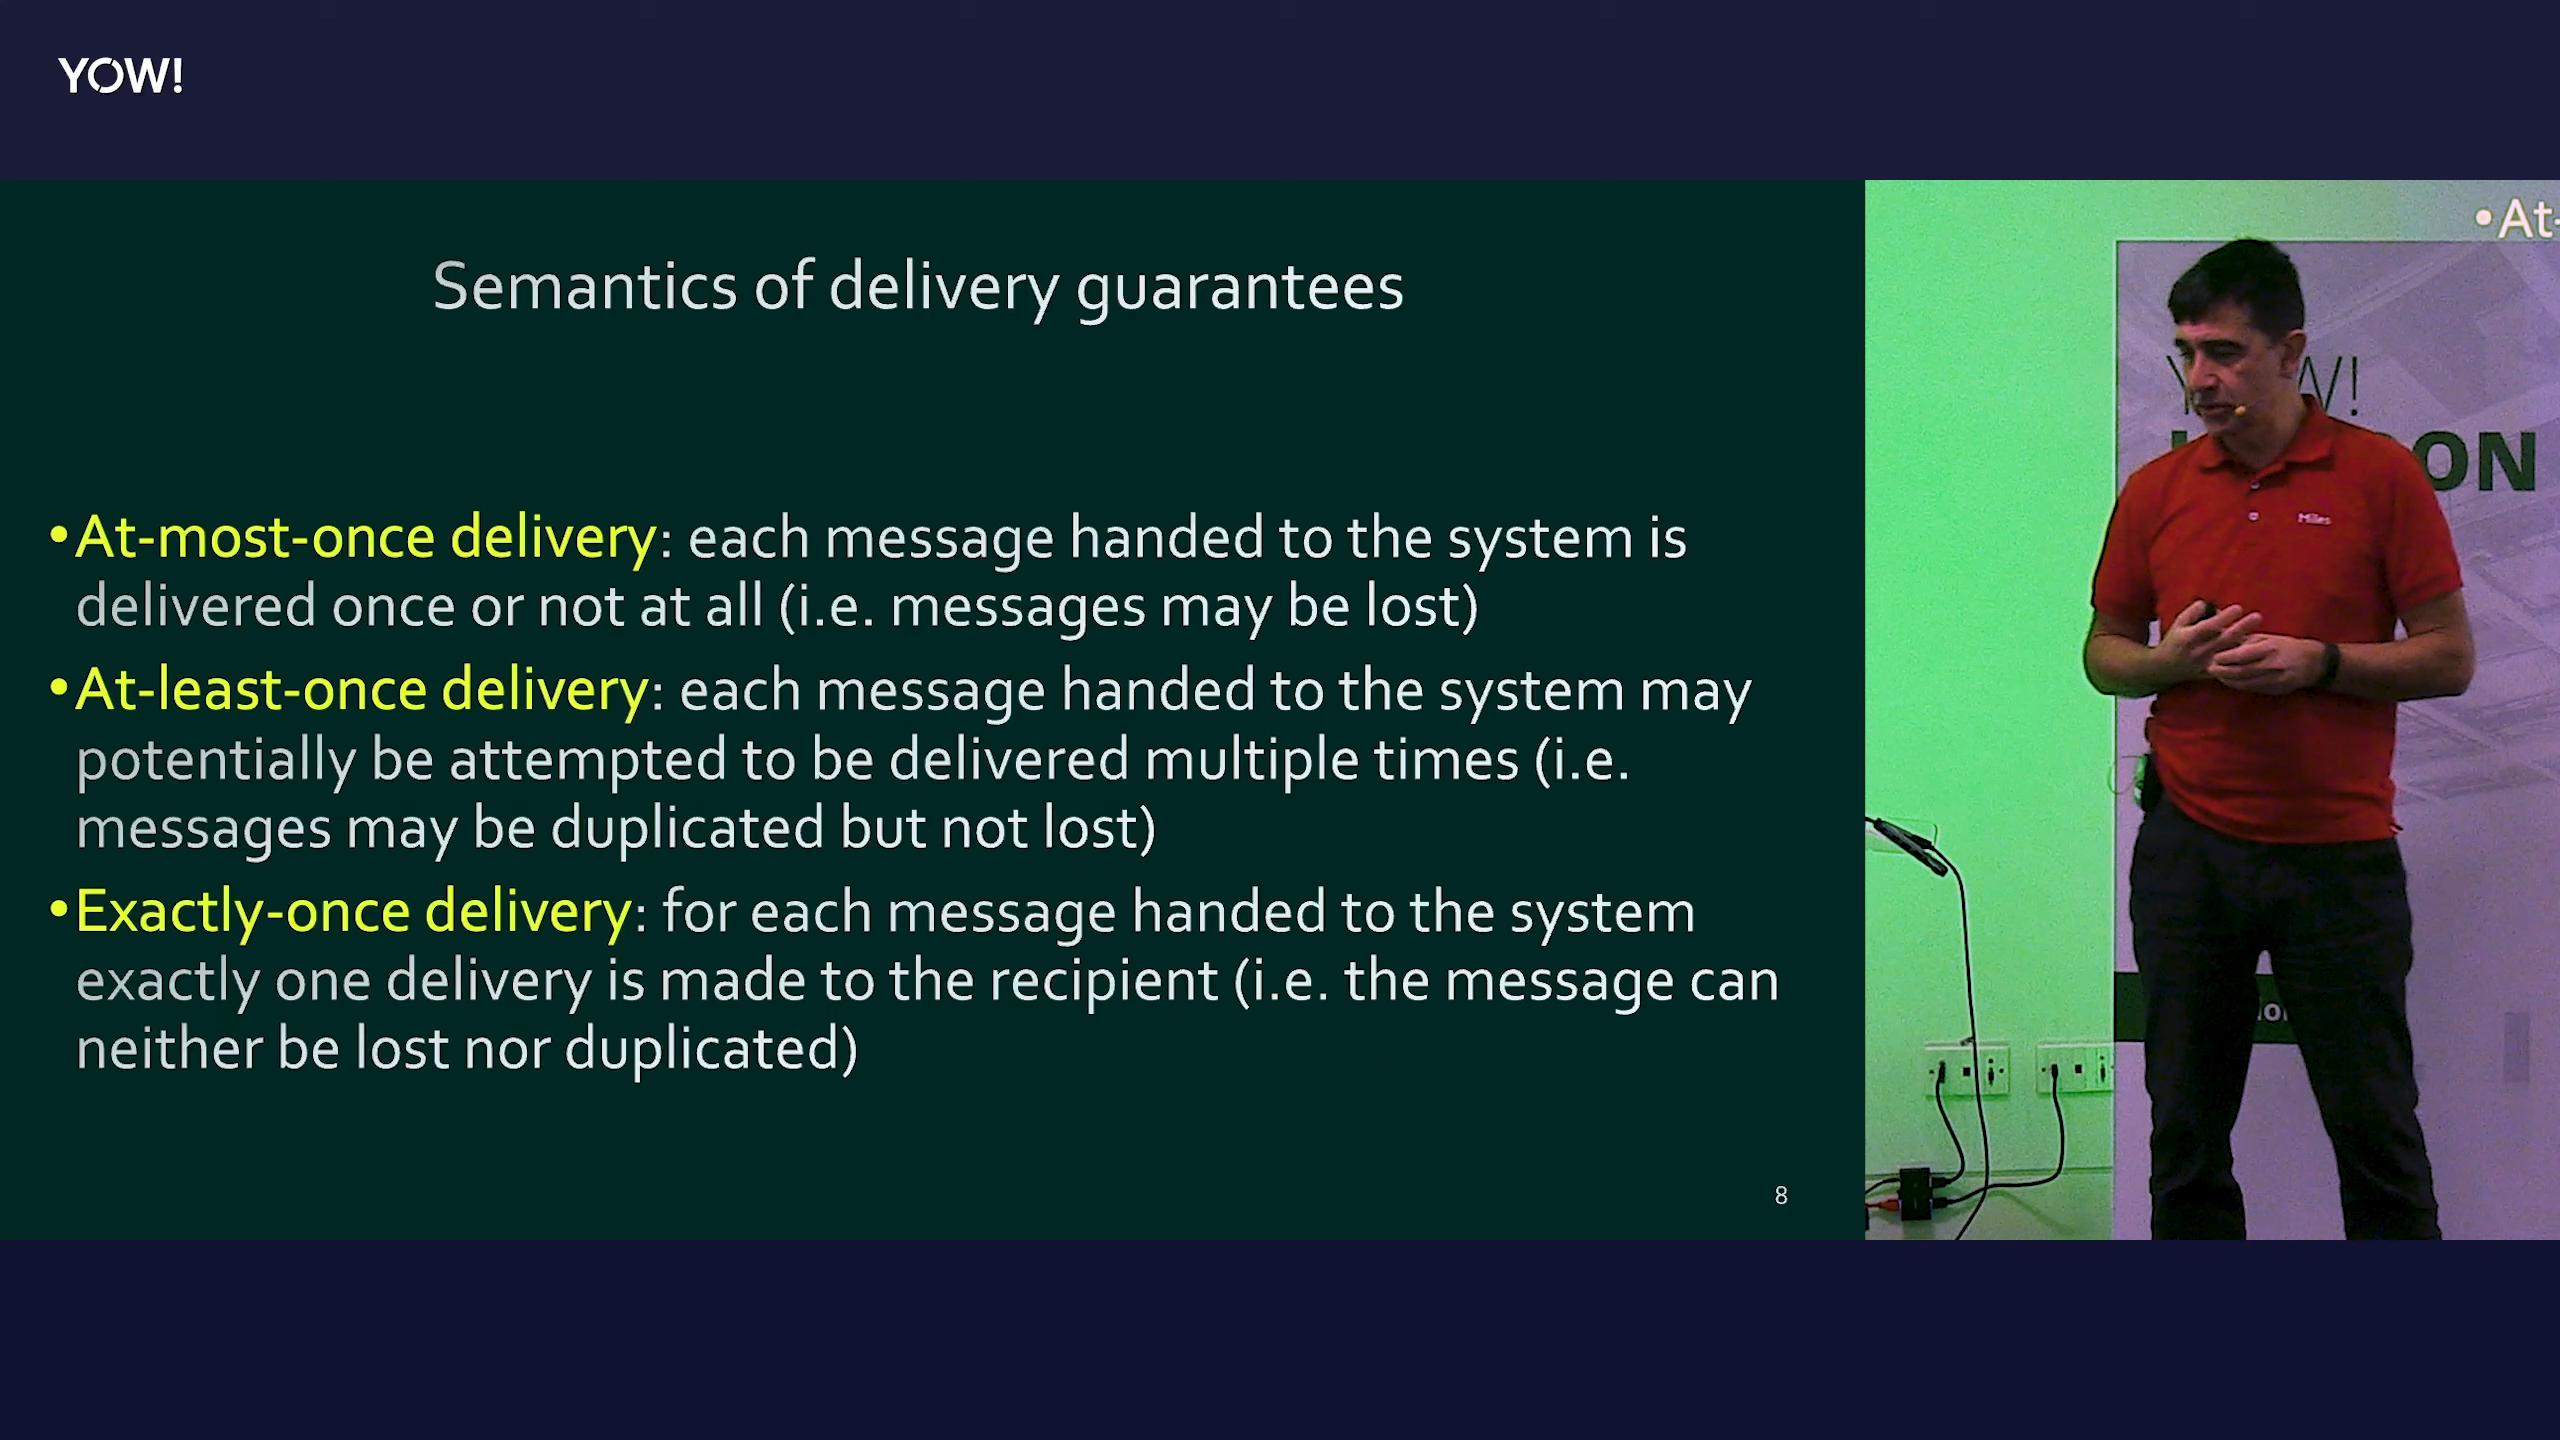 YOW!
Semantics of delivery guarantees
•At-most-once delivery: each message handed to the system is
delivered once or not at all (i.e. messages may be lost)
•At-least-once delivery: each message handed to the system may
potentially be attempted to be delivered multiple times (i.e.
messages may be duplicated but not lost)
•Exactly-once delivery: for each message handed to the system
exactly one delivery is made to the recipient (i.e. the message can
neither be lost nor duplicated)
8
•At-
W!
ON
Miles